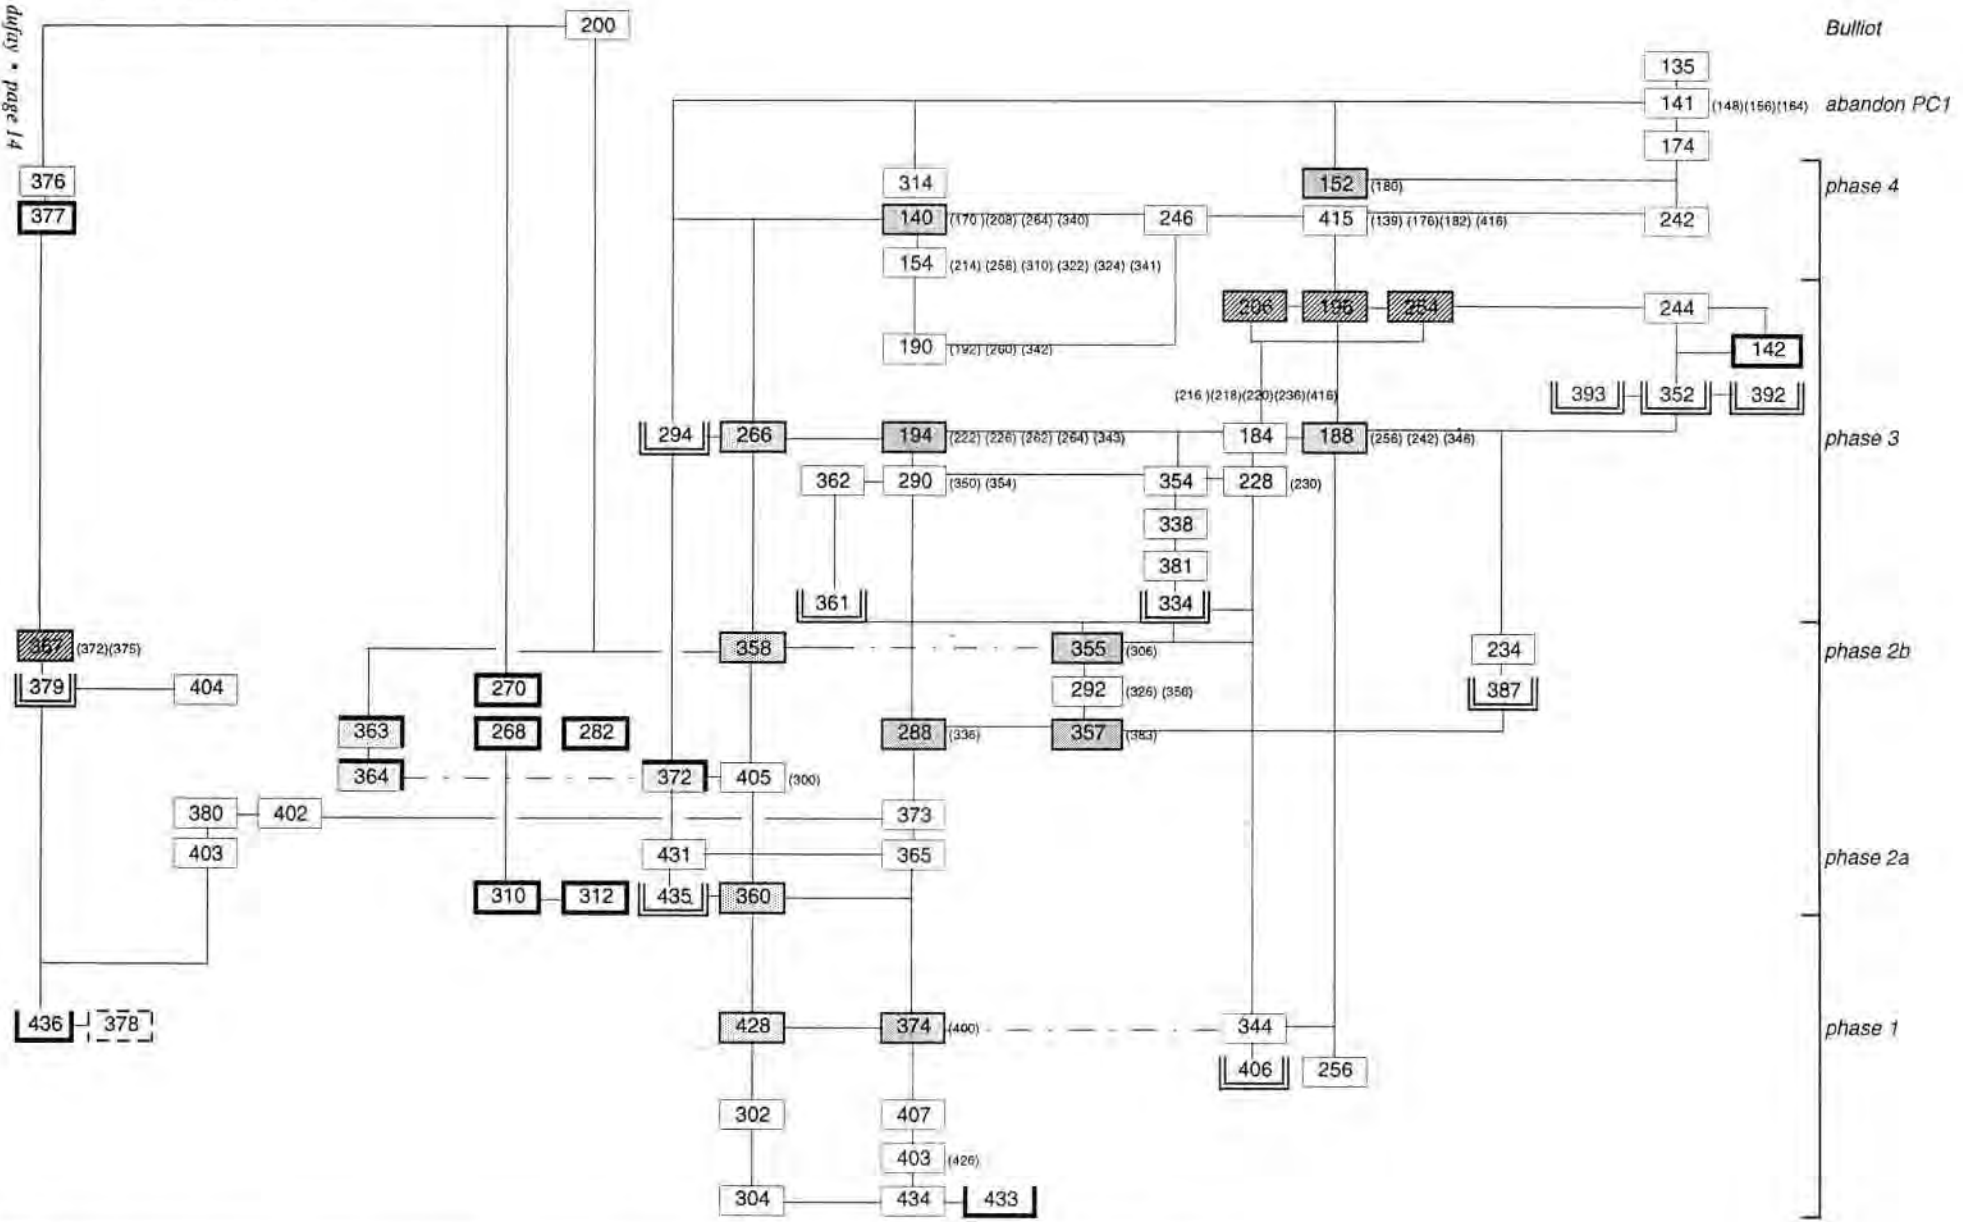 dufay • page 14
200 Bulliot
135
141 (148)(156)(164) abandon PC1
174
376 314 152 (180) phase 4
377 140 (170)(208) (264) (340) 246 415 (139) (176)(182) (416) 242
154 (214) (258) (310) (322) (324) (341)
206 254 244
190 (192) (260) (342) 142
(216 )(218)(220)(236)(416) 393 352 392
294 266 194 (222) (226) (262) (264) (343) 184 188 (256) (242) (346) phase 3
362 290 (350) (354) 354 228 (230)
338
381
361 334
367 (372)(375) 358 355 (306) 234 phase 2b
379 404 270 292 (326) (356) 387
363 268 282 288 (336) 357 (383)
364 372 405 (300)
380 402 373
403 431 365 phase 2a
310 312 435 360
436 378 428 374 (400) 344 phase 1
406 256
302 407
403 (426)
304 434 433